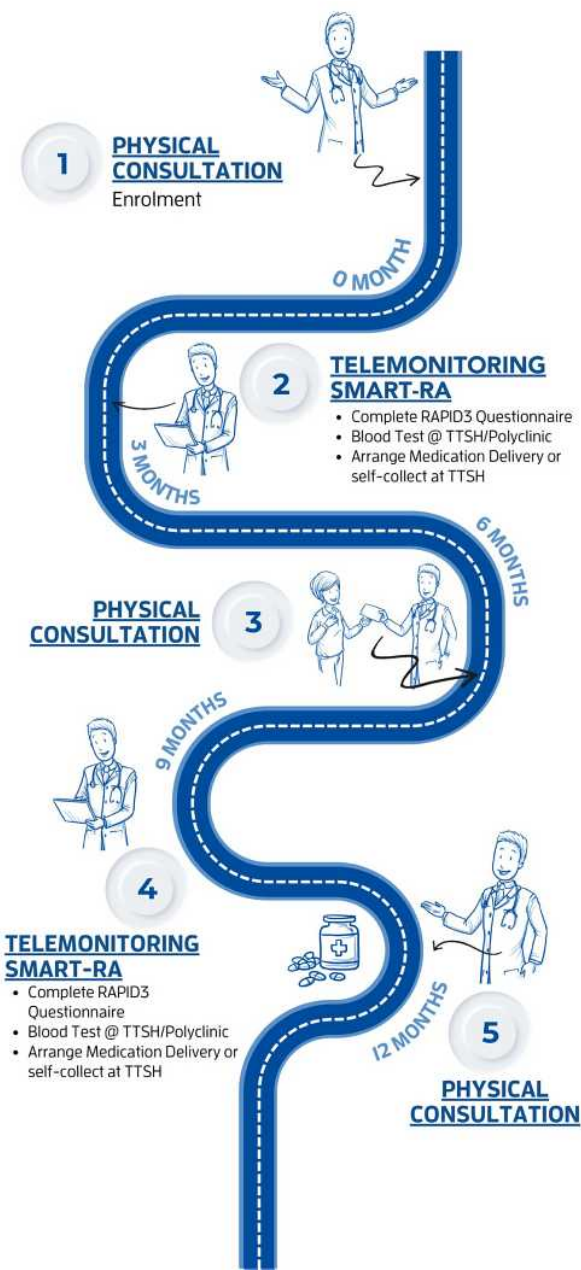 1
PHYSICAL
CONSULTATION
Enrolment
0 MONTH
2
TELEMONITORING
SMART-RA
• Complete RAPID3 Questionnaire
• Blood Test @ TTSH/Polyclinic
• Arrange Medication Delivery or
self-collect at TTSH
3 MONTHS
6 MONTHS
PHYSICAL
CONSULTATION
3
9 MONTHS
4
TELEMONITORING
SMART-RA
• Complete RAPID3
Questionnaire
• Blood Test @ TTSH/Polyclinic
• Arrange Medication Delivery or
self-collect at TTSH
12 MONTHS
5
PHYSICAL
CONSULTATION